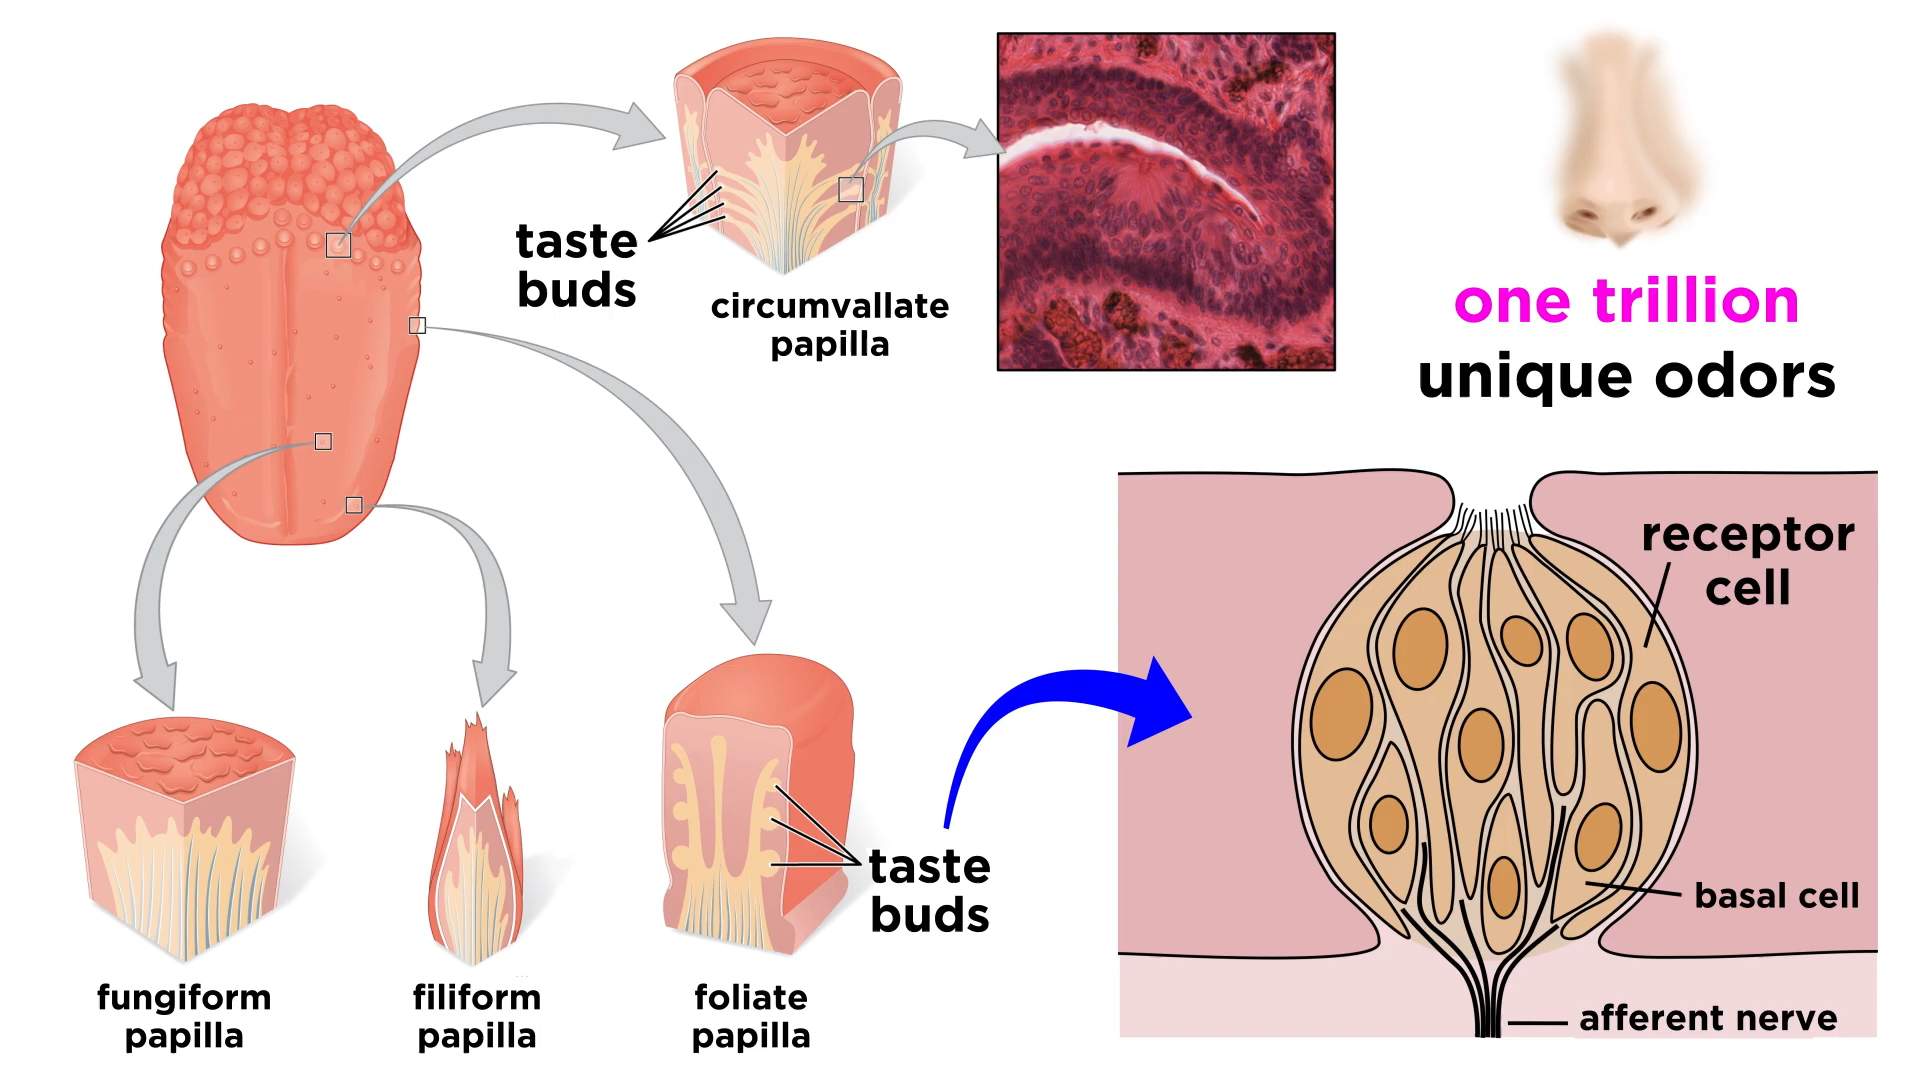 taste
buds
circumvallate
papilla
one trillion
unique odors
receptor
cell
taste
buds
basal cell
fungiform
papilla
filiform
papilla
foliate
papilla
afferent nerve